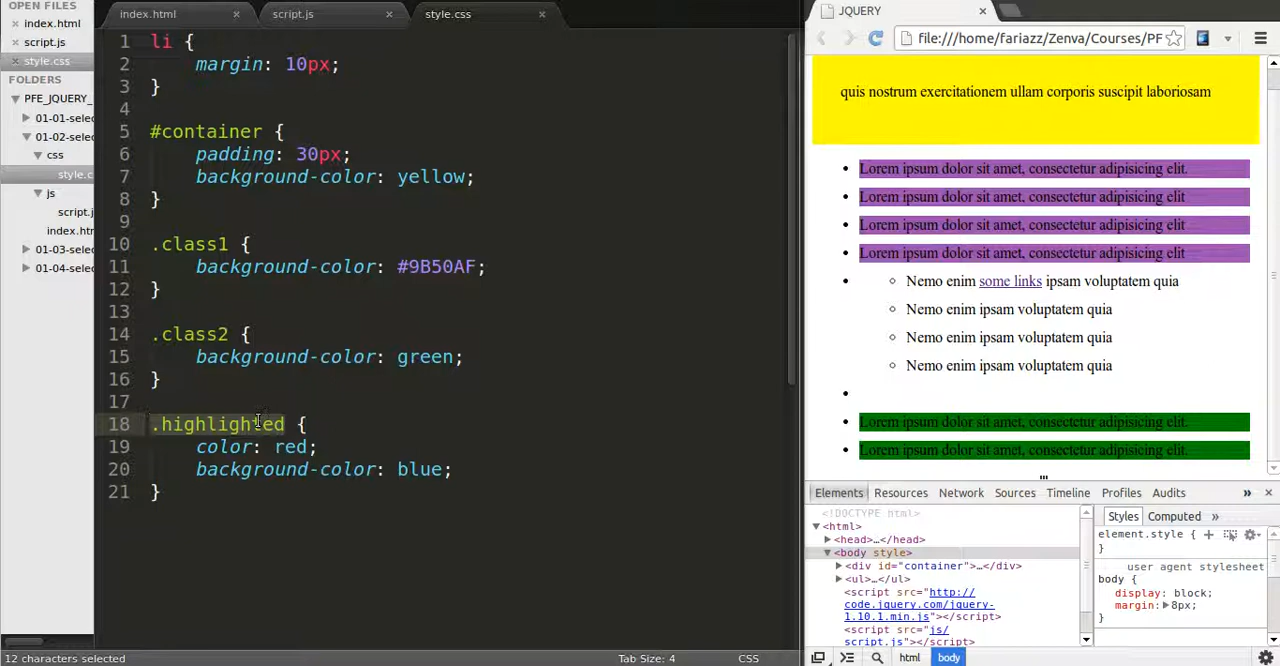 OPEN FILES
index.html
script.js
style.css
FOLDERS
PFE_JQUERY_
01-01-selec
01-02-selec
css
style.c
js
script.j
index.htm
01-03-selec
01-04-selec
index.html
script.js
style.css
1 li {
2 margin: 10px;
3 }
4
5 #container {
6 padding: 30px;
7 background-color: yellow;
8 }
9
10 .class1 {
11 background-color: #9B50AF;
12 }
13
14 .class2 {
15 background-color: green;
16 }
17
18 .highlighted {
19 color: red;
20 background-color: blue;
21 }
12 characters selected
Tab Size: 4
CSS
JQUERY
file:///home/fariazz/Zenva/Courses/PF
quis nostrum exercitationem ullam corporis suscipit laboriosam
Lorem ipsum dolor sit amet, consectetur adipisicing elit.
Lorem ipsum dolor sit amet, consectetur adipisicing elit
Lorem ipsum dolor sit amet, consectetur adipisicing elit
Lorem ipsum dolor sit amet, consectetur adipisicing elit
Nemo enim some links ipsam voluptatem quia
Nemo enim ipsam voluptatem quia
Nemo enim ipsam voluptatem quia
Nemo enim ipsam voluptatem quia
Lorem ipsum dolor sit amet, consectetur adipisicing elit.
Lorem ipsum dolor sit amet, consectetur adipisicing elit.
Elements Resources Network Sources Timeline Profiles Audits »
<!DOCTYPE html>
<html>
<head>…</head>
<body style>
<div id="container">…</div>
<ul>…</ul>
<script src="http://
code.jquery.com/jquery-
1.10.1.min.js"></script>
<script src="js/
script.js"></script>
Styles Computed »
element.style {
}
user agent stylesheet
body {
display: block;
margin: 8px;
}
html body